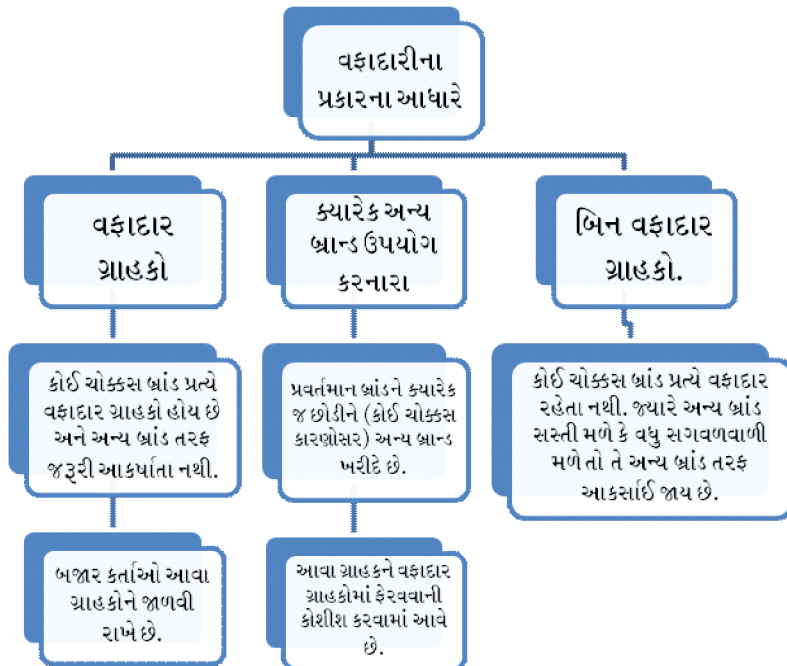 વફાદારીના
પ્રકારના આધારે
વફાદાર
ગ્રાહકો
ક્યારેક અન્ય
બ્રાન્ડ ઉપયોગ
કરનારા
બિન વફાદાર
ગ્રાહકો.
કોઈ ચોક્કસ બ્રાંડ પ્રત્યે
વફાદાર ગ્રાહકો હોય છે
અને અન્ય બ્રાંડ તરફ
જરૂરી આકર્ષાતા નથી.
પ્રવર્તમાન બ્રાંડને ક્યારેક
જ છોડીને (કોઈ ચોક્કસ
કારણોસર) અન્ય બ્રાન્ડ
ખરીદે છે.
કોઈ ચોક્કસ બ્રાંડ પ્રત્યે વફાદાર
રહેતા નથી. જ્યારે અન્ય બ્રાંડ
સસ્તી મળે કે વધુ સગવળવાળી
મળે તો તે અન્ય બ્રાંડ તરફ
આકર્સાઈ જાય છે.
બજાર કર્તાઓ આવા
ગ્રાહકોને જાળવી
રાખે છે.
આવા ગ્રાહકને વફાદાર
ગ્રાહકોમાં ફેરવવાની
કોશીશ કરવામાં આવે
છે.